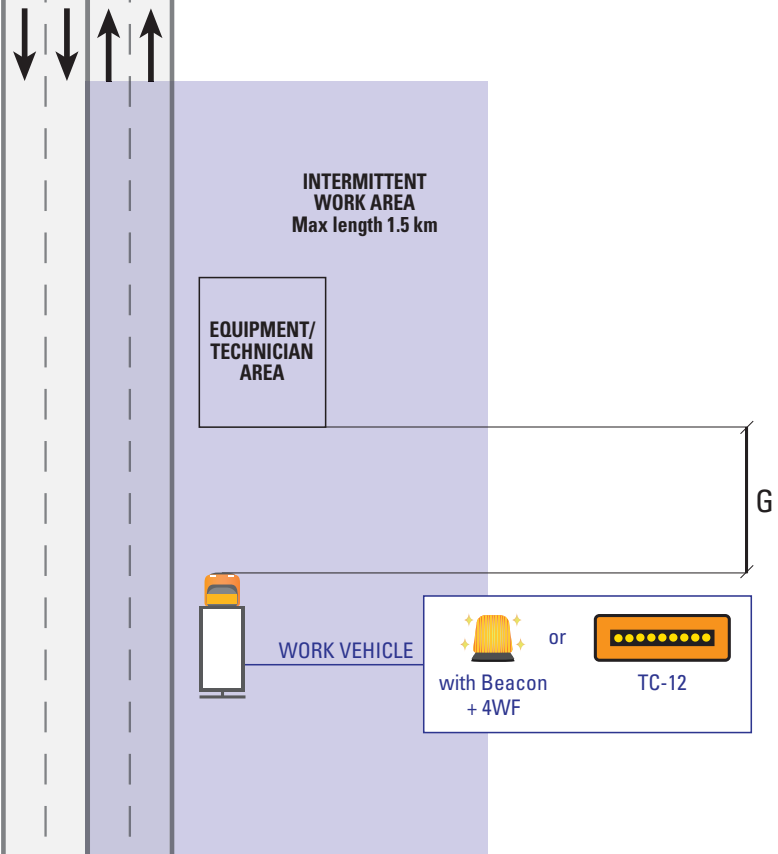 INTERMITTENT
WORK AREA
Max length 1.5 km
EQUIPMENT/
TECHNICIAN
AREA
G
WORK VEHICLE
or
with Beacon
+ 4WF
TC-12